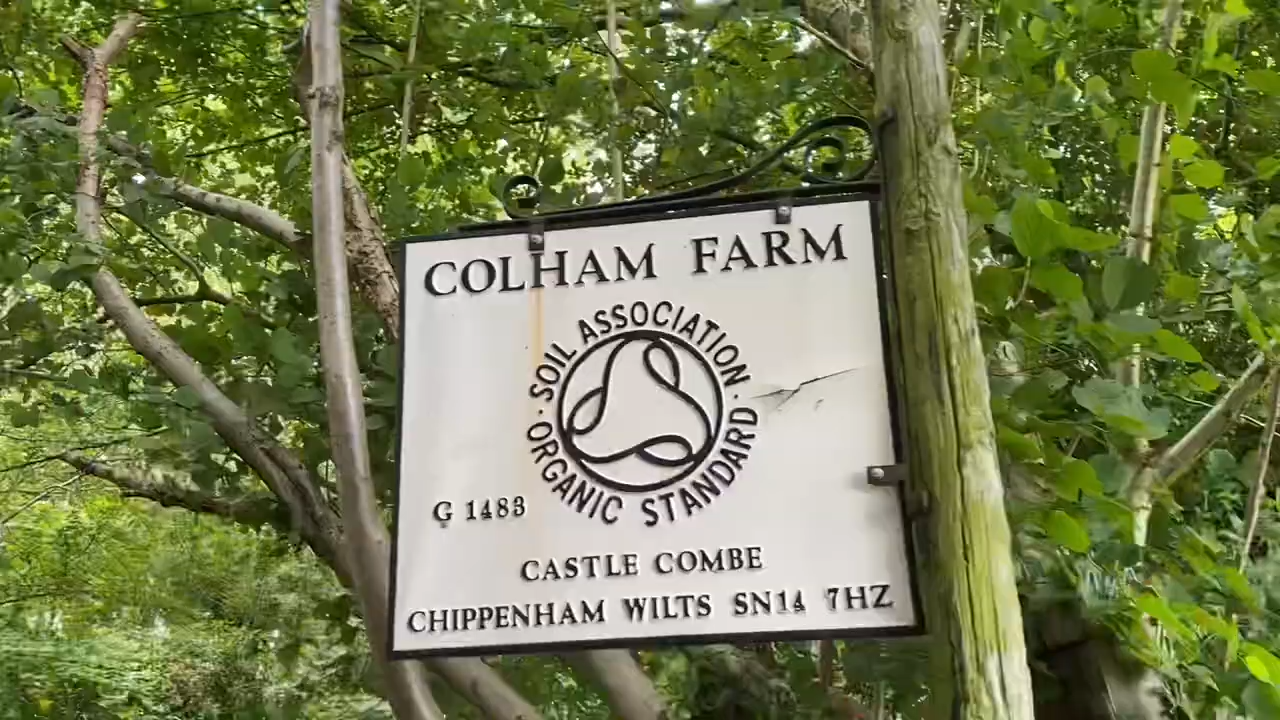 COLHAM FARM
SOIL ASSOCIATION
ORGANIC STANDARD
G 1483
CASTLE COMBE
CHIPPENHAM WILTS SN14 7HZ